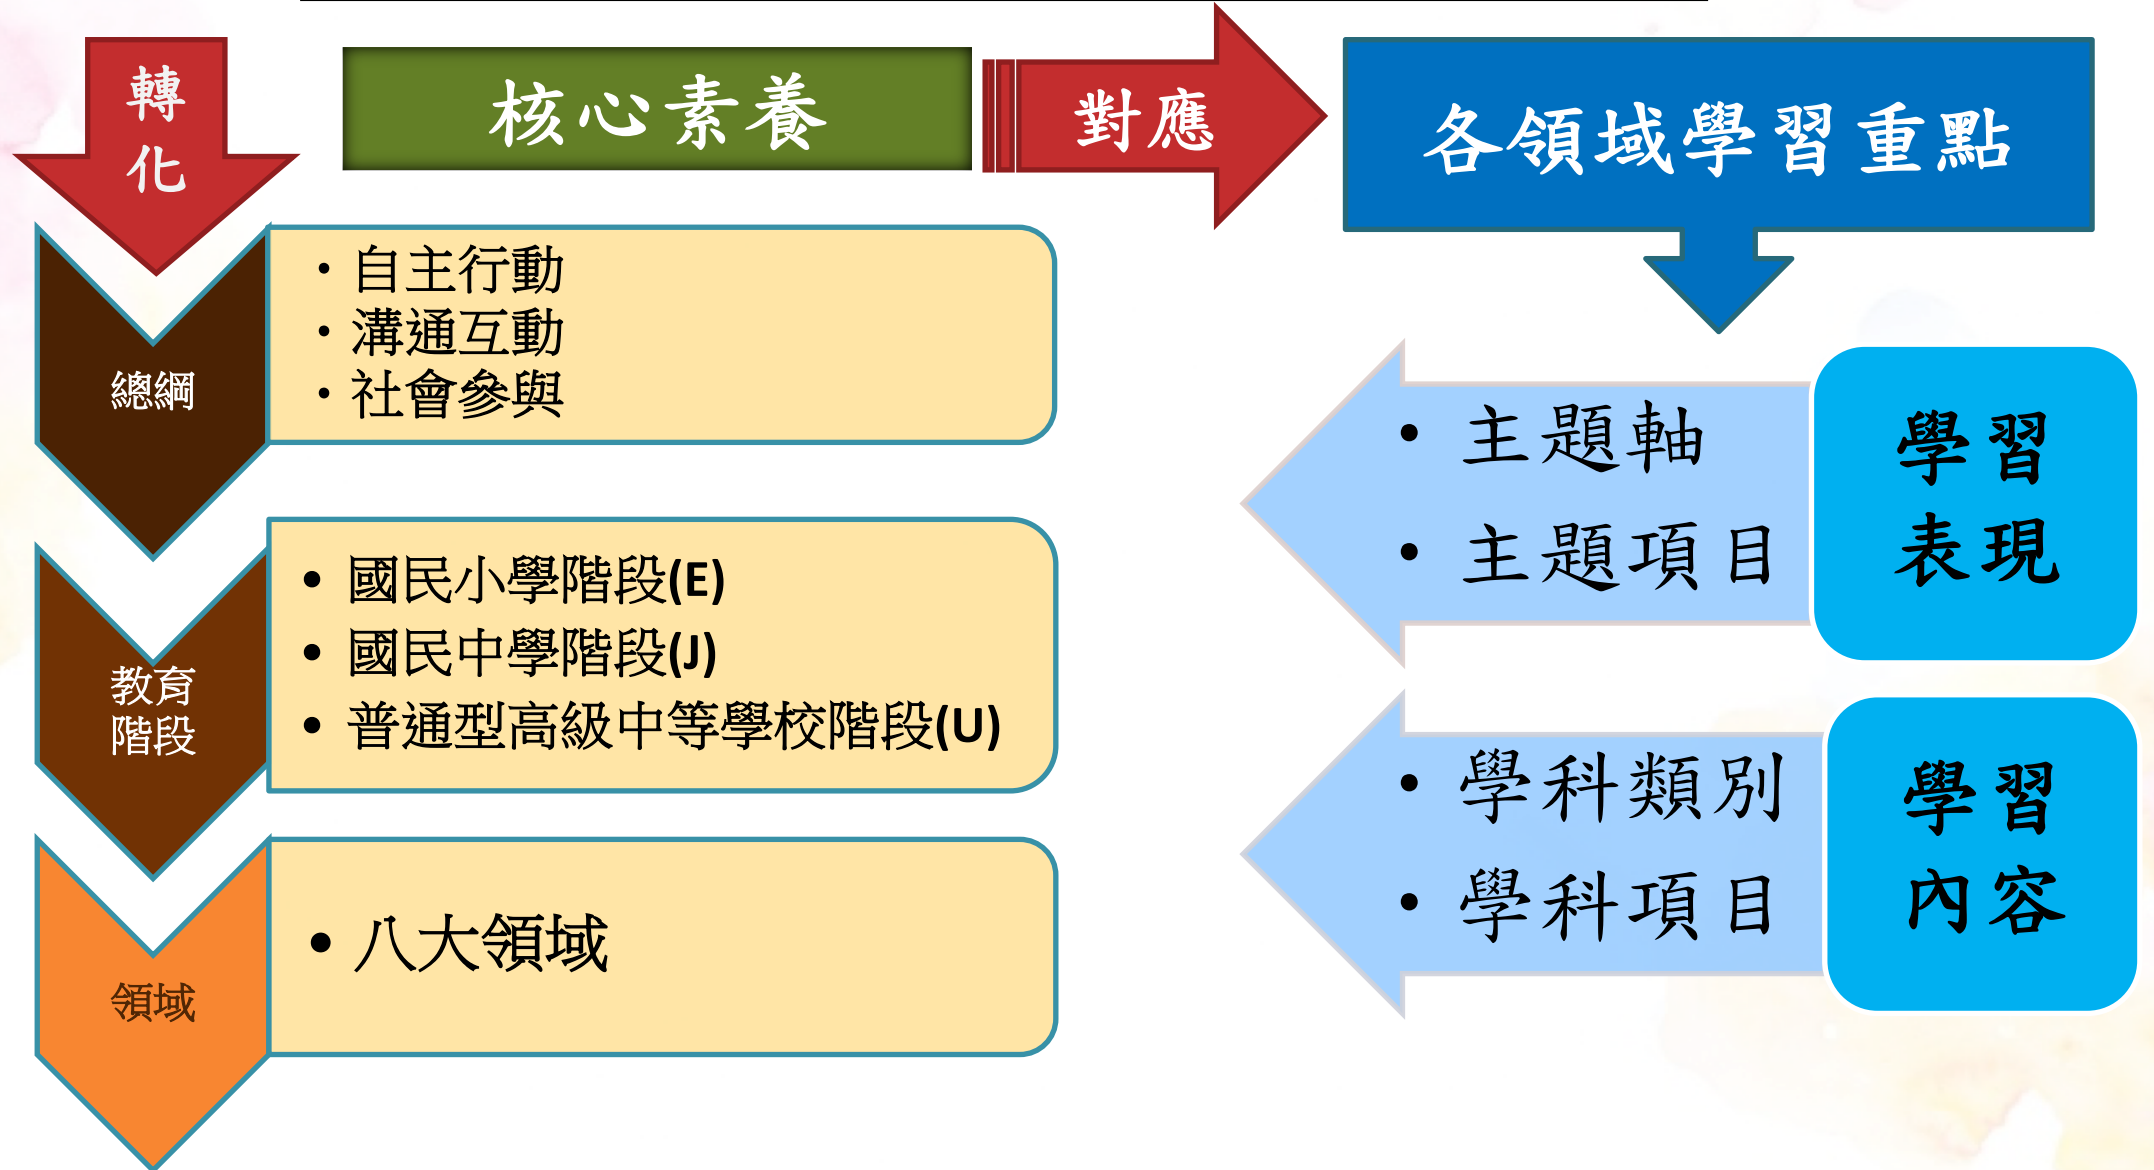 轉
化
核心素養
對應
各領域學習重點
總綱
• 自主行動
• 溝通互動
• 社會參與
教育
階段
• 國民小學階段(E)
• 國民中學階段(J)
• 普通型高級中等學校階段(U)
領域
• 八大領域
• 主題軸
• 主題項目
學習
表現
• 學科類別
• 學科項目
學習
內容